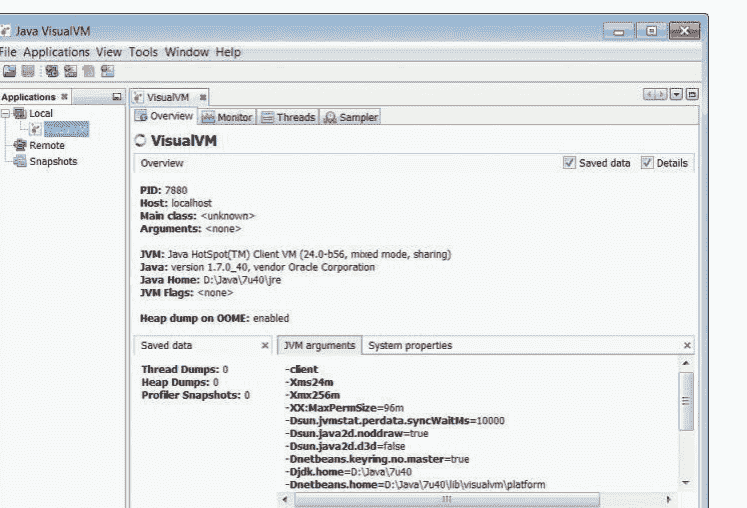 Java VisualVM
File Applications View Tools Window Help
Applications
VisualVM
Local
Remote
Snapshots
Overview Monitor Threads Sampler
VisualVM
Overview Saved data Details
PID: 7880
Host: localhost
Main class: <unknown>
Arguments: <none>
JVM: Java HotSpot(TM) Client VM (24.0-b56, mixed mode, sharing)
Java: version 1.7.0_40, vendor Oracle Corporation
Java Home: D:\Java\7u40\jre
JVM Flags: <none>
Heap dump on OOME: enabled
Saved data
Thread Dumps: 0
Heap Dumps: 0
Profiler Snapshots: 0
JVM arguments System properties
-client
-Xms24m
-Xmx256m
-XX:MaxPermSize=96m
-Dsun.jvmstat.perdata.syncWaitMs=10000
-Dsun.java2d.noddraw=true
-Dsun.java2d.d3d=false
-Dnetbeans.keyring.no.master=true
-Djdk.home=D:\Java\7u40
-Dnetbeans.home=D:\Java\7u40\lib\visualvm\platform